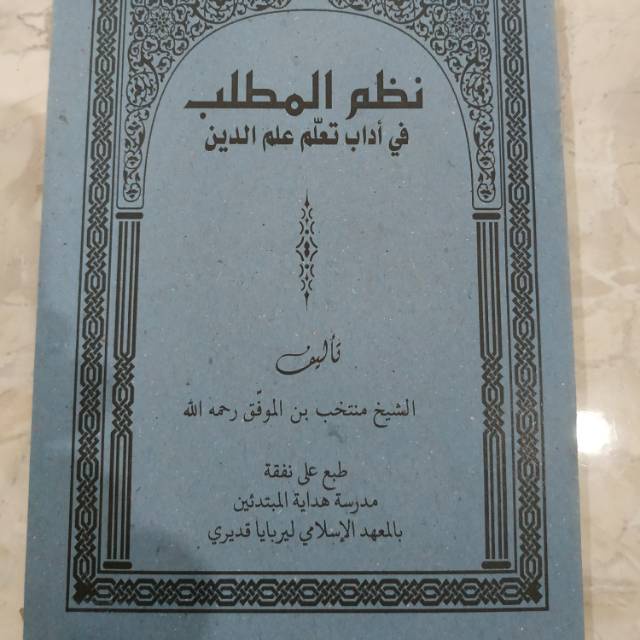 نظم المطلب
في أداب تعلّم علم الدين
تأليف
الشيخ منتخب بن الموفّق رحمه الله
طبع على نفقة
مدرسة هداية المبتدئين
بالمعهد الإسلامي ليربايا قديري